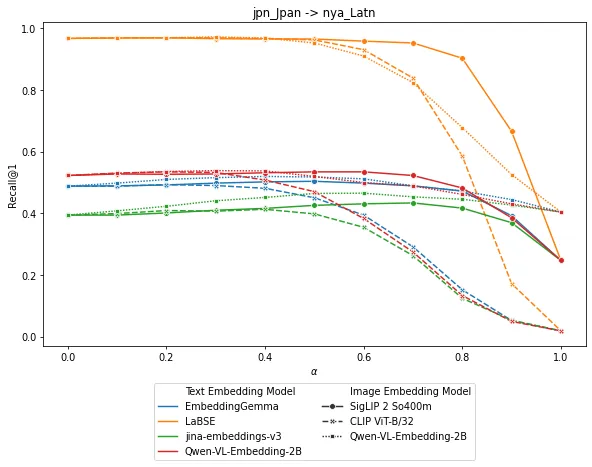 jpn_Jpan -> nya_Latn
1.0
0.8
0.6
0.4
0.2
0.0
Recall@1
0.0 0.2 0.4 0.6 0.8 1.0
α
Text Embedding Model
EmbeddingGemma
LaBSE
jina-embeddings-v3
Qwen-VL-Embedding-2B
Image Embedding Model
SigLIP 2 So400m
CLIP ViT-B/32
Qwen-VL-Embedding-2B